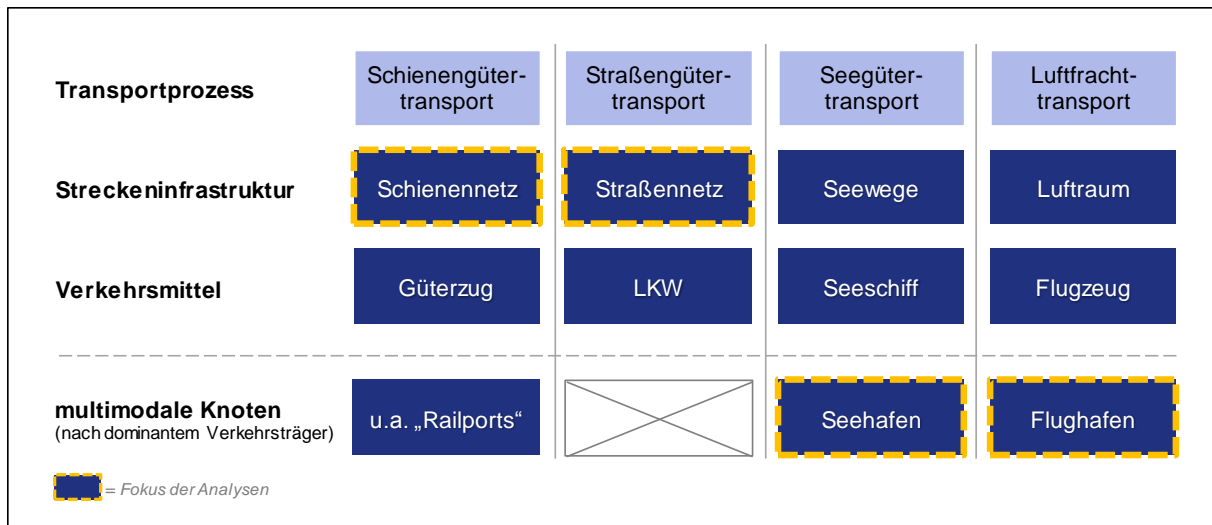 Transportprozess
Schienengüter-
transport
Straßengüter-
transport
Seegüter-
transport
Luftfracht-
transport
Streckeninfrastruktur
Schienennetz
Straßennetz
Seewege
Luftraum
Verkehrsmittel
Güterzug
LKW
Seeschiff
Flugzeug
multimodale Knoten
(nach dominantem Verkehrsträger)
u.a. „Railports“
Seehafen
Flughafen
= Fokus der Analysen